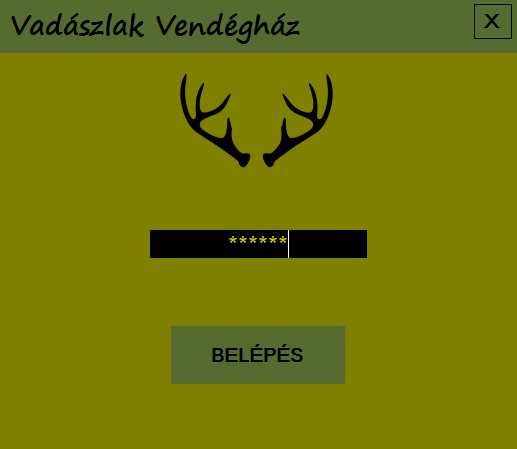 Vadászlak Vendégház
X
******
BELÉPÉS